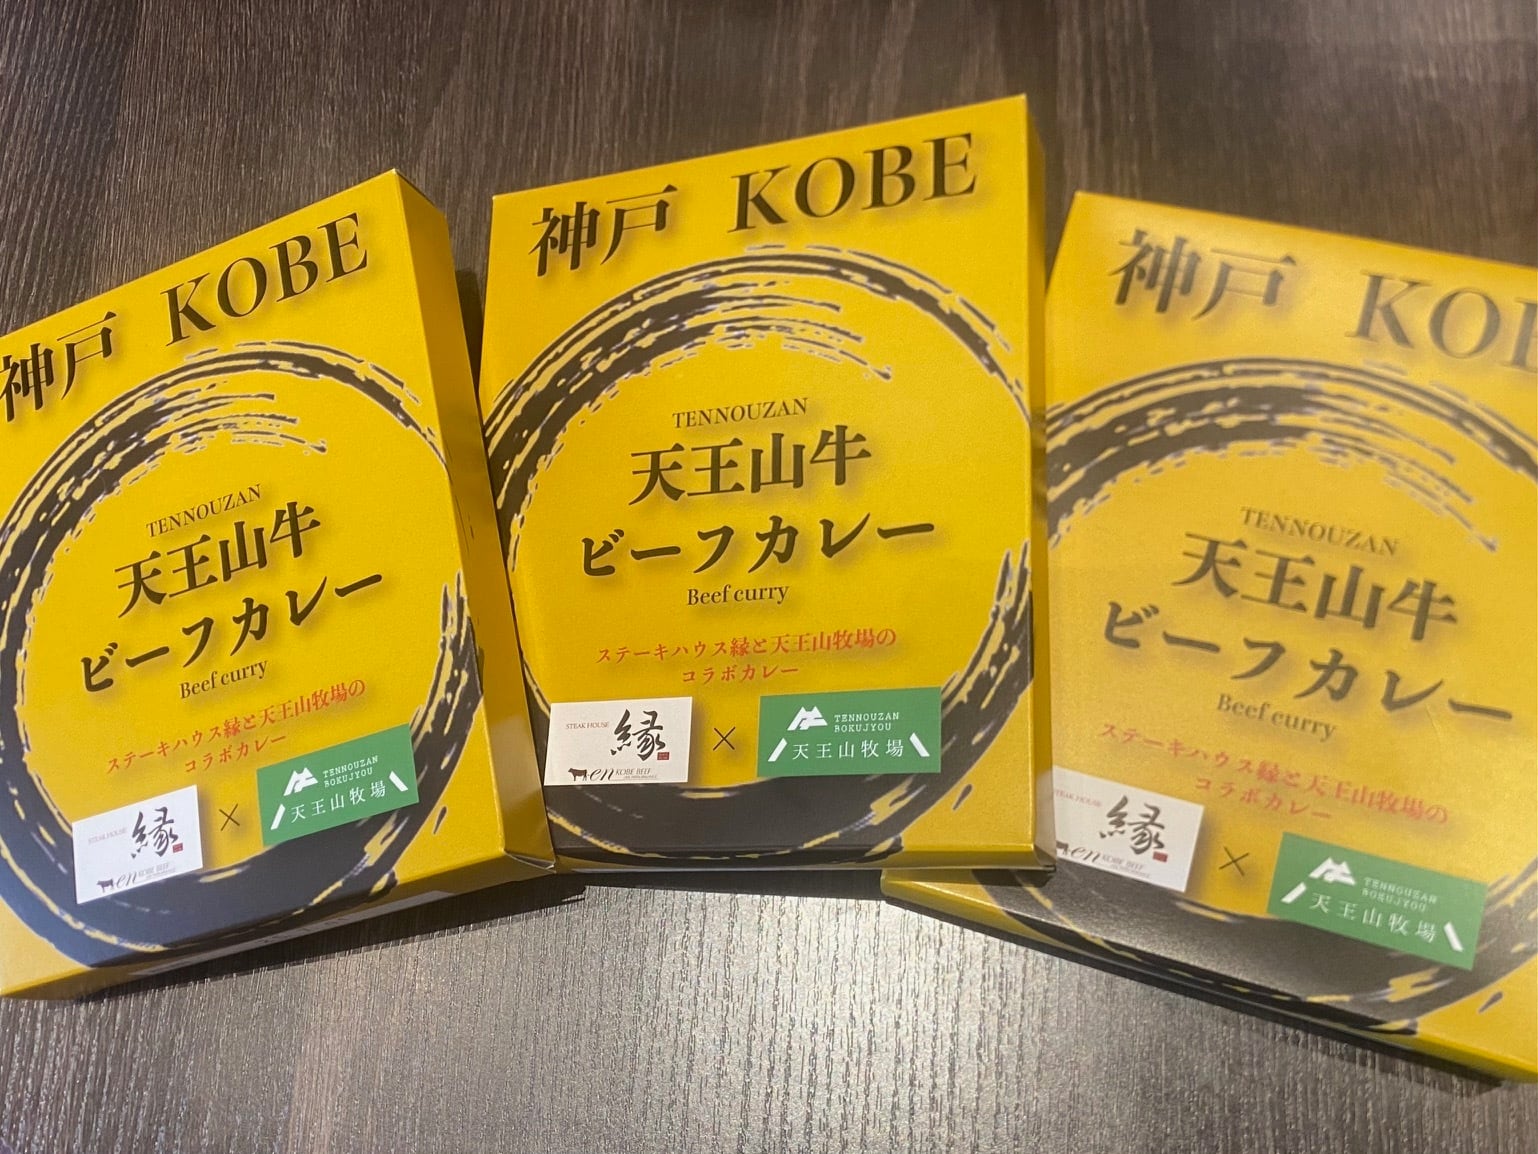 神戸 KOBE
TENNOUZAN
天王山牛
ビーフカレー
Beef curry
ステーキハウス縁と天王山牧場の
コラボカレー
STEAK HOUSE
縁
en KOBE BEEF
×
TENNOUZAN
BOKUJYOU
天王山牧場
神戸 KOBE
TENNOUZAN
天王山牛
ビーフカレー
Beef curry
ステーキハウス縁と天王山牧場の
コラボカレー
STEAK HOUSE
縁
en KOBE BEEF
×
TENNOUZAN
BOKUJYOU
天王山牧場
神戸 KO
TENNOUZAN
天王山牛
ビーフカレー
Beef curry
ステーキハウス縁と天王山牧場の
コラボカレー
STEAK HOUSE
縁
en KOBE BEEF
×
TENNOUZAN
BOKUJYOU
天王山牧場